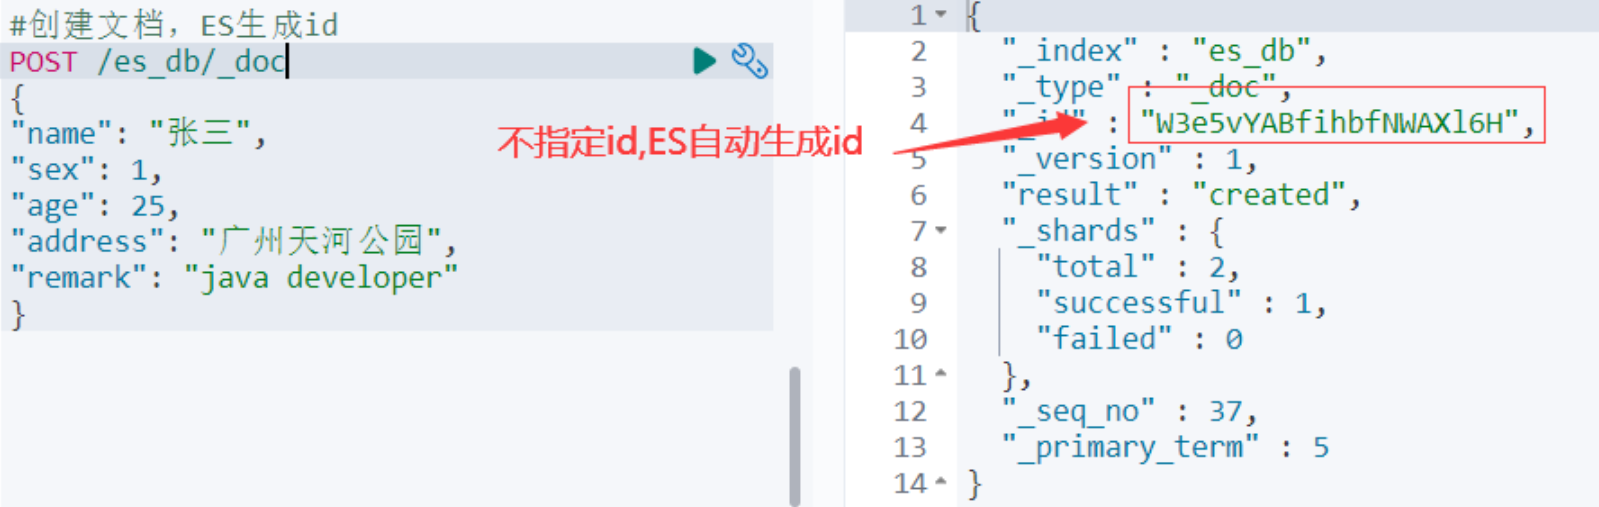 #创建文档，ES生成id
POST /es_db/_doc
{
"name": "张三",
"sex": 1,
"age": 25,
"address": "广州天河公园",
"remark": "java developer"
}
不指定id,ES自动生成id
1 {
2 "_index" : "es_db",
3 "_type" : "_doc",
4 "_id" : "W3e5vYABfihbfNWAXl6H",
5 "_version" : 1,
6 "result" : "created",
7 "_shards" : {
8 "total" : 2,
9 "successful" : 1,
10 "failed" : 0
11 },
12 "_seq_no" : 37,
13 "_primary_term" : 5
14 }